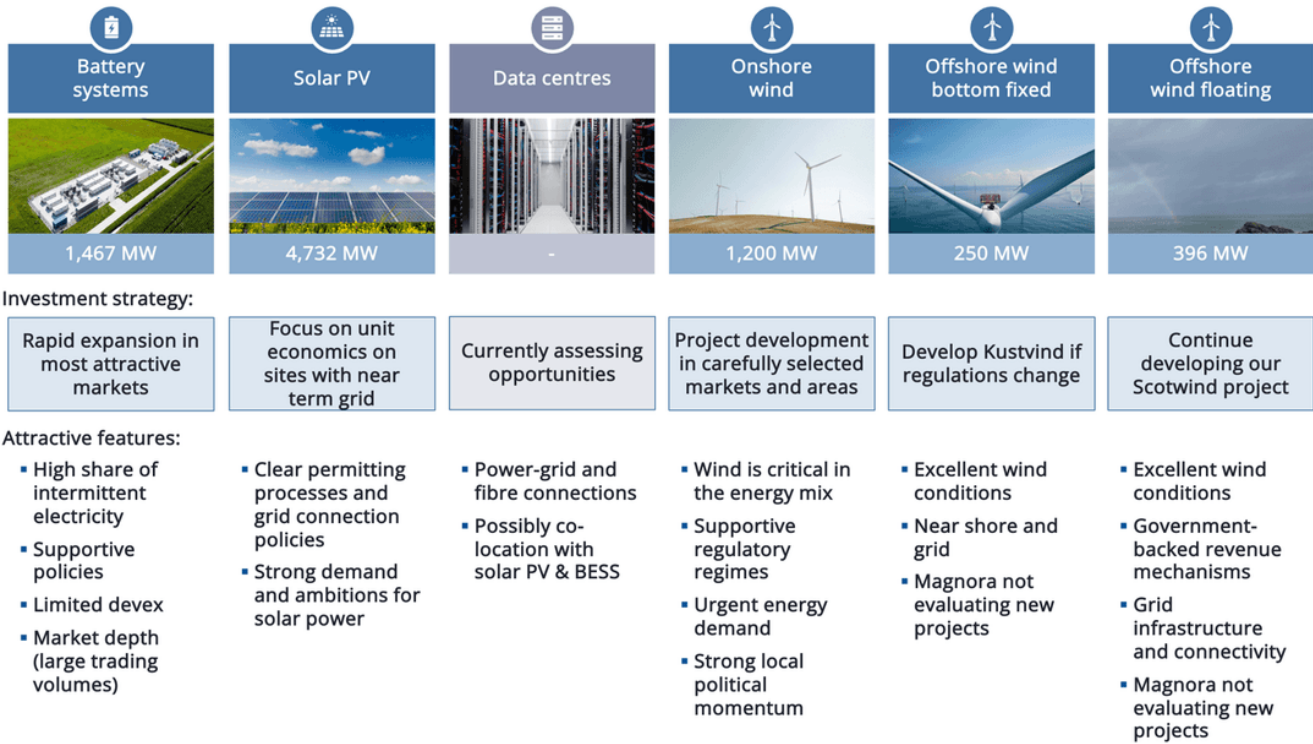 Battery
systems
Solar PV
Data centres
Onshore
wind
Offshore wind
bottom fixed
Offshore
wind floating
1,467 MW
4,732 MW
-
1,200 MW
250 MW
396 MW
Investment strategy:
Rapid expansion in
most attractive
markets
Focus on unit
economics on
sites with near
term grid
Currently assessing
opportunities
Project development
in carefully selected
markets and areas
Develop Kustvind if
regulations change
Continue
developing our
Scotwind project
Attractive features:
▪ High share of
intermittent
electricity
▪ Supportive
policies
▪ Limited devex
▪ Market depth
(large trading
volumes)
▪ Clear permitting
processes and
grid connection
policies
▪ Strong demand
and ambitions for
solar power
▪ Power-grid and
fibre connections
▪ Possibly co-
location with
solar PV & BESS
▪ Wind is critical in
the energy mix
▪ Supportive
regulatory
regimes
▪ Urgent energy
demand
▪ Strong local
political
momentum
▪ Excellent wind
conditions
▪ Near shore and
grid
▪ Magnora not
evaluating new
projects
▪ Excellent wind
conditions
▪ Government-
backed revenue
mechanisms
▪ Grid
infrastructure
and connectivity
▪ Magnora not
evaluating new
projects